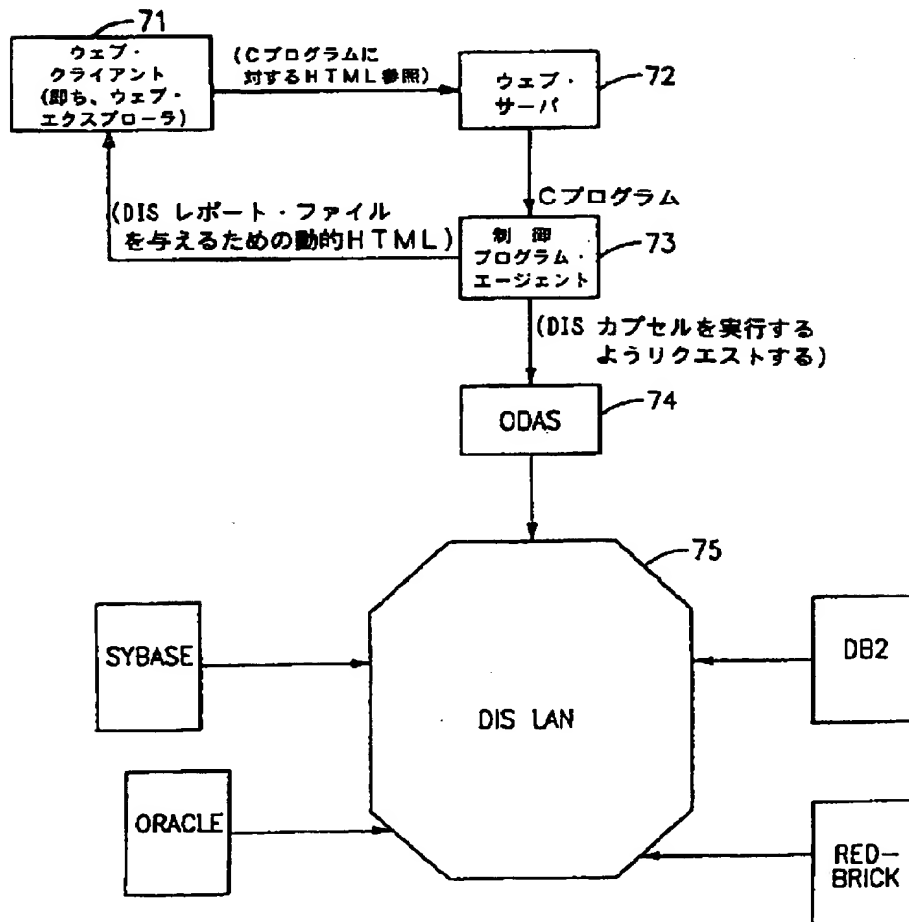 71
ウェブ・
クライアント
(即ち、ウェブ・
エクスプローラ)
(Cプログラムに
対するHTML参照)
ウェブ・
サーバ
72
Cプログラム
(DIS レポート・ファイル
を与えるための動的HTML)
制御
プログラム・
エージェント
73
(DIS カプセルを実行する
ようリクエストする)
ODAS
74
75
SYBASE
DB2
DIS LAN
ORACLE
RED-
BRICK